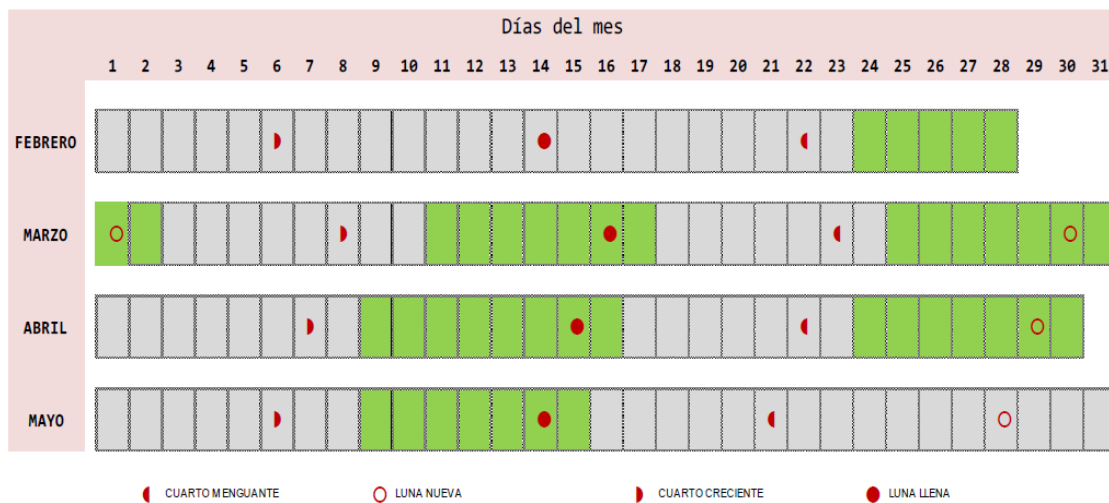 Días del mes
1 2 3 4 5 6 7 8 9 10 11 12 13 14 15 16 17 18 19 20 21 22 23 24 25 26 27 28 29 30 31
FEBRERO
MARZO
ABRIL
MAYO
CUARTO MENGUANTE LUNA NUEVA CUARTO CRECIENTE LUNA LLENA